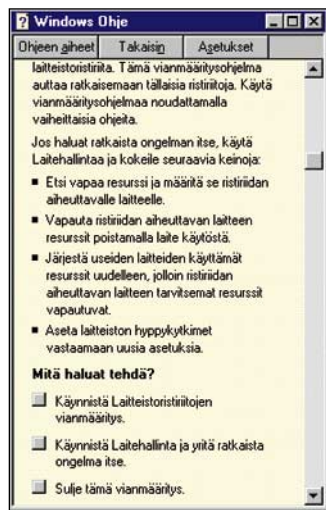 Windows Ohje
Ohjeen aiheet Takaisin Asetukset
laitteistoristiriita. Tämä vianmääritysohjelma
auttaa ratkaisemaan tällaisia ristiriitoja. Käytä
vianmääritysohjelmaa noudattamalla
vaiheittaisia ohjeita.
Jos haluat ratkaista ongelman itse, käytä
Laitehallintaa ja kokeile seuraavia keinoja:
▪ Etsi vapaa resurssi ja määritä se ristiriidan
aiheuttavalle laitteelle.
▪ Vapauta ristiriidan aiheuttavan laitteen
resurssit poistamalla laite käytöstä.
▪ Järjestä useiden laitteiden käyttämät
resurssit uudelleen, jolloin ristiriidan
aiheuttavan laitteen tarvitsemat resurssit
vapautuvat.
▪ Aseta laitteiston hyppykytkimet
vastaamaan uusia asetuksia.
Mitä haluat tehdä?
Käynnistä Laitteistoristiriitojen
vianmääritys.
Käynnistä Laitehallinta ja yritä ratkaista
ongelma itse.
Sulje tämä vianmääritys.